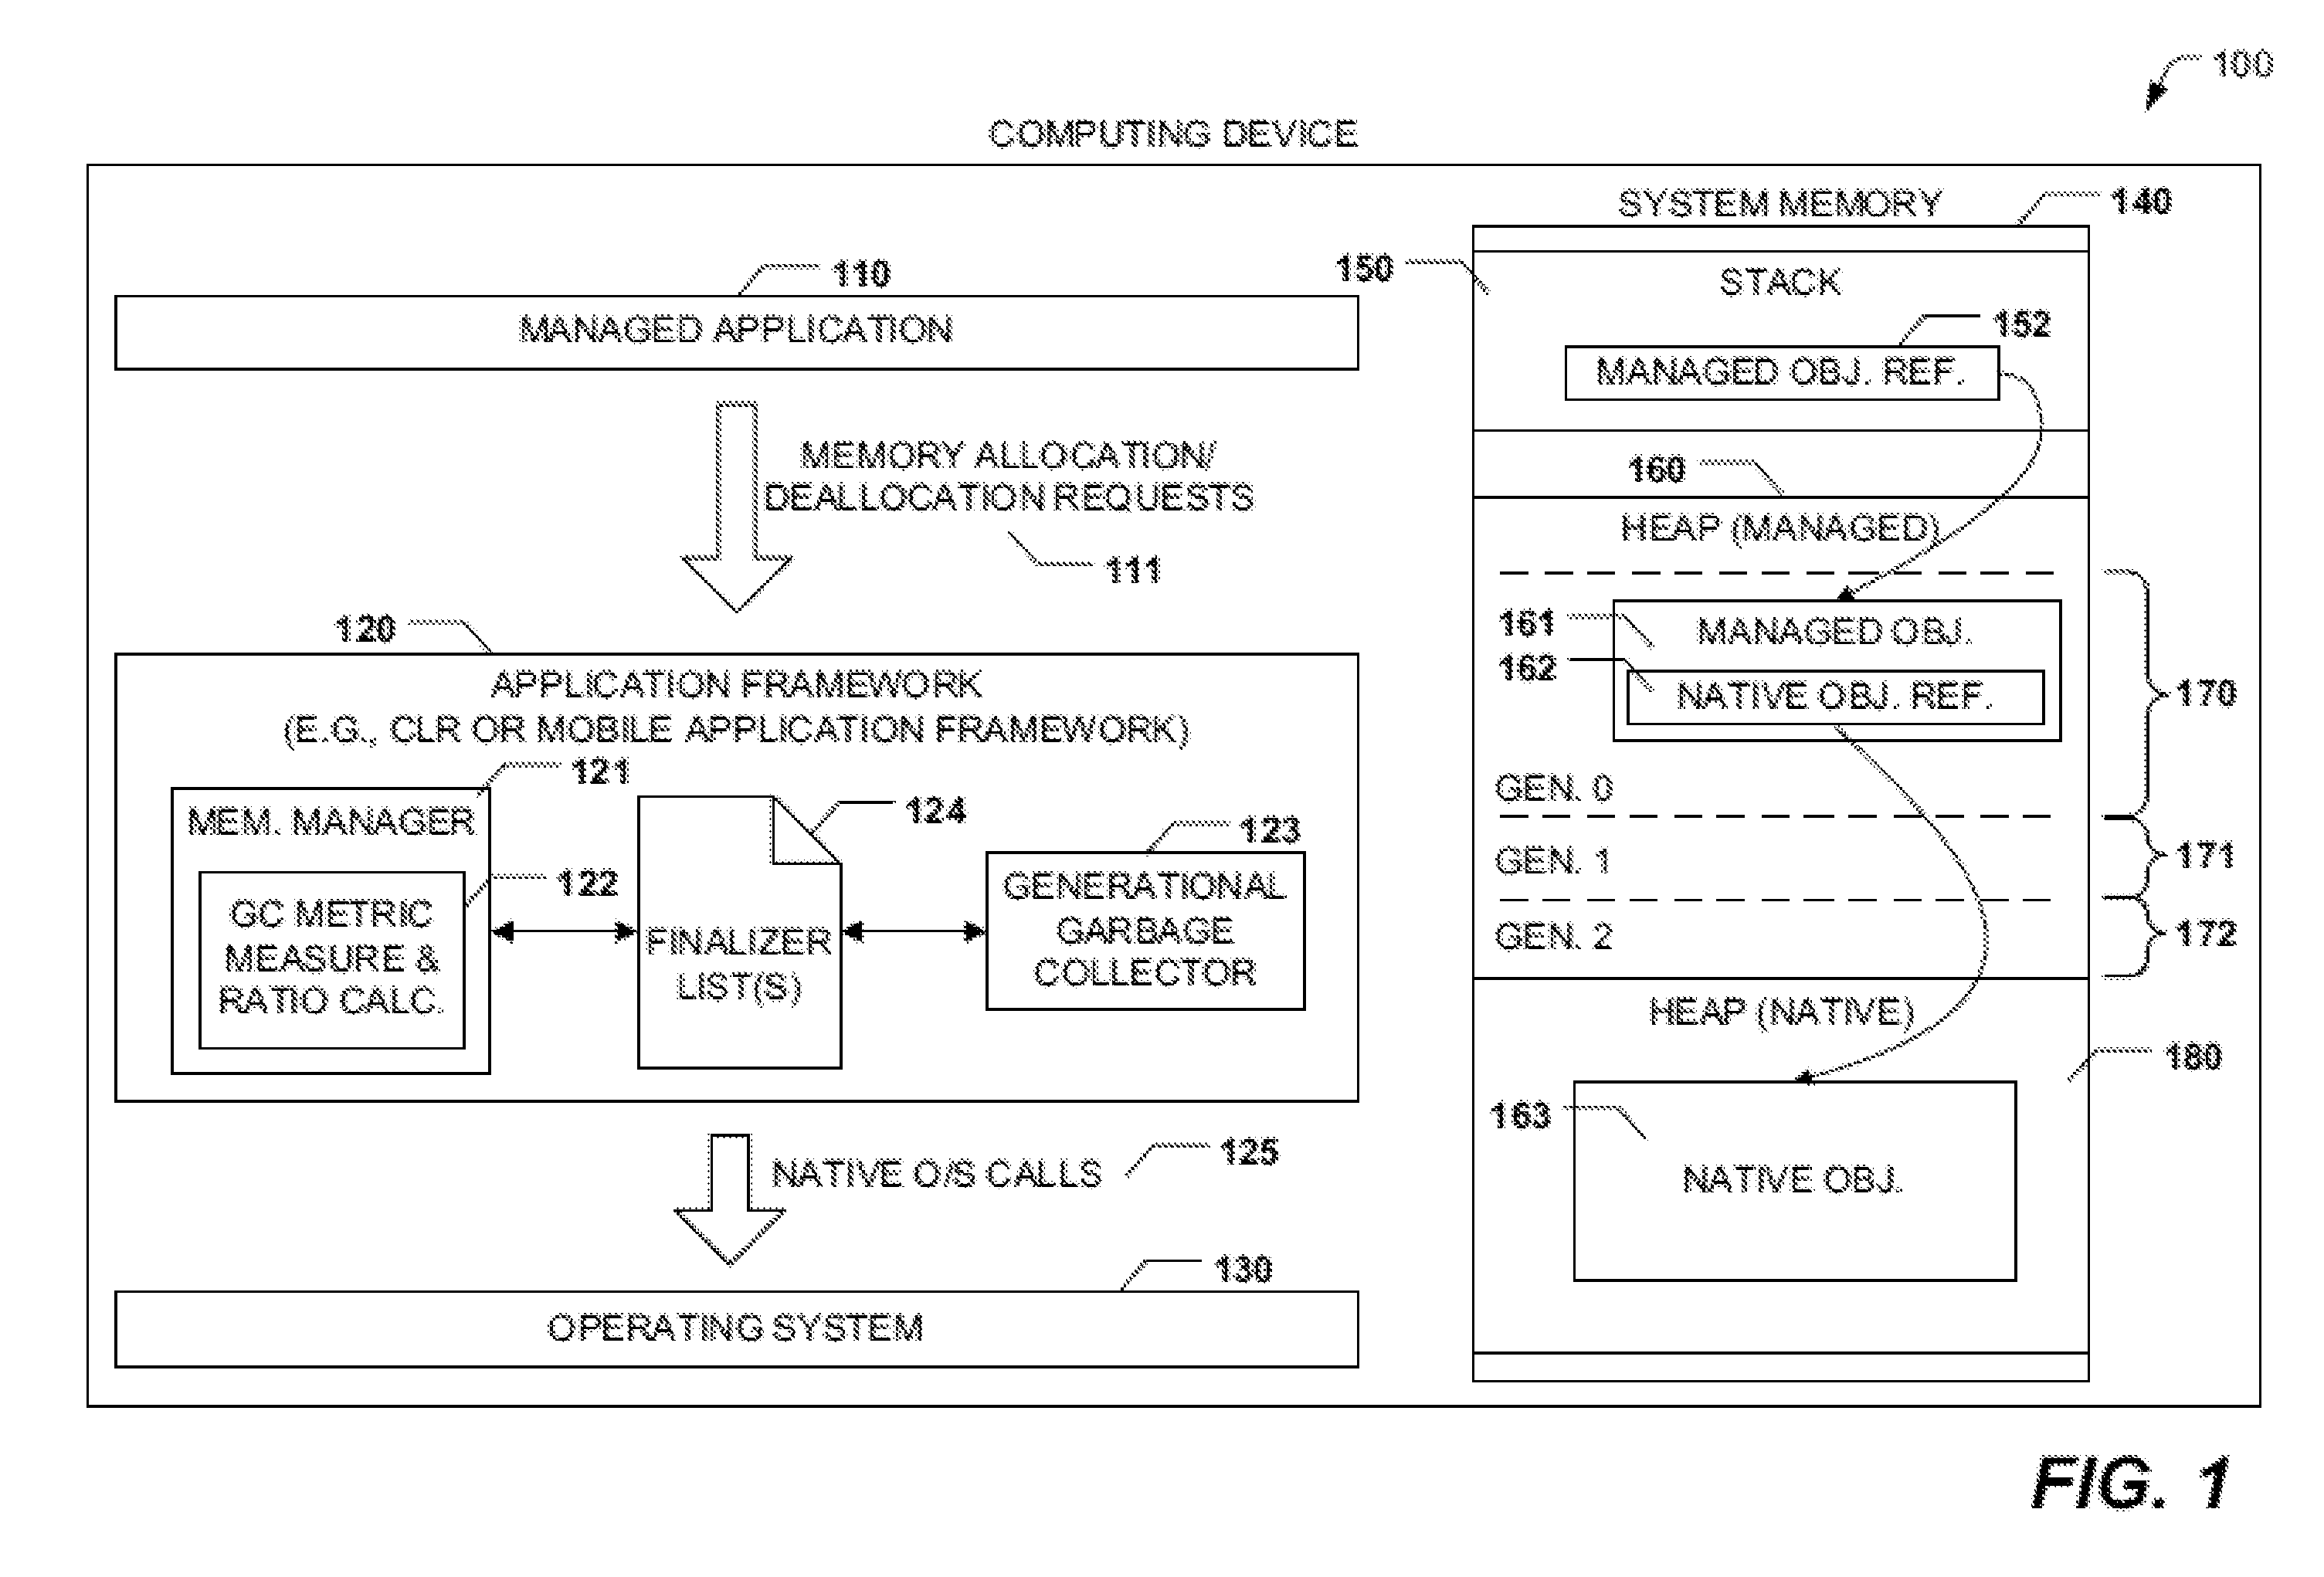 100
COMPUTING DEVICE
110
MANAGED APPLICATION
MEMORY ALLOCATION/
DEALLOCATION REQUESTS
111
120
APPLICATION FRAMEWORK
(E.G., CLR OR MOBILE APPLICATION FRAMEWORK)
121
MEM. MANAGER
122
GC METRIC
MEASURE &
RATIO CALC.
124
FINALIZER
LIST(S)
123
GENERATIONAL
GARBAGE
COLLECTOR
NATIVE O/S CALLS
125
130
OPERATING SYSTEM
SYSTEM MEMORY
140
150
STACK
152
MANAGED OBJ. REF.
160
HEAP (MANAGED)
161
MANAGED OBJ.
162
NATIVE OBJ. REF.
170
GEN. 0
GEN. 1
171
GEN. 2
172
HEAP (NATIVE)
180
163
NATIVE OBJ.
FIG. 1